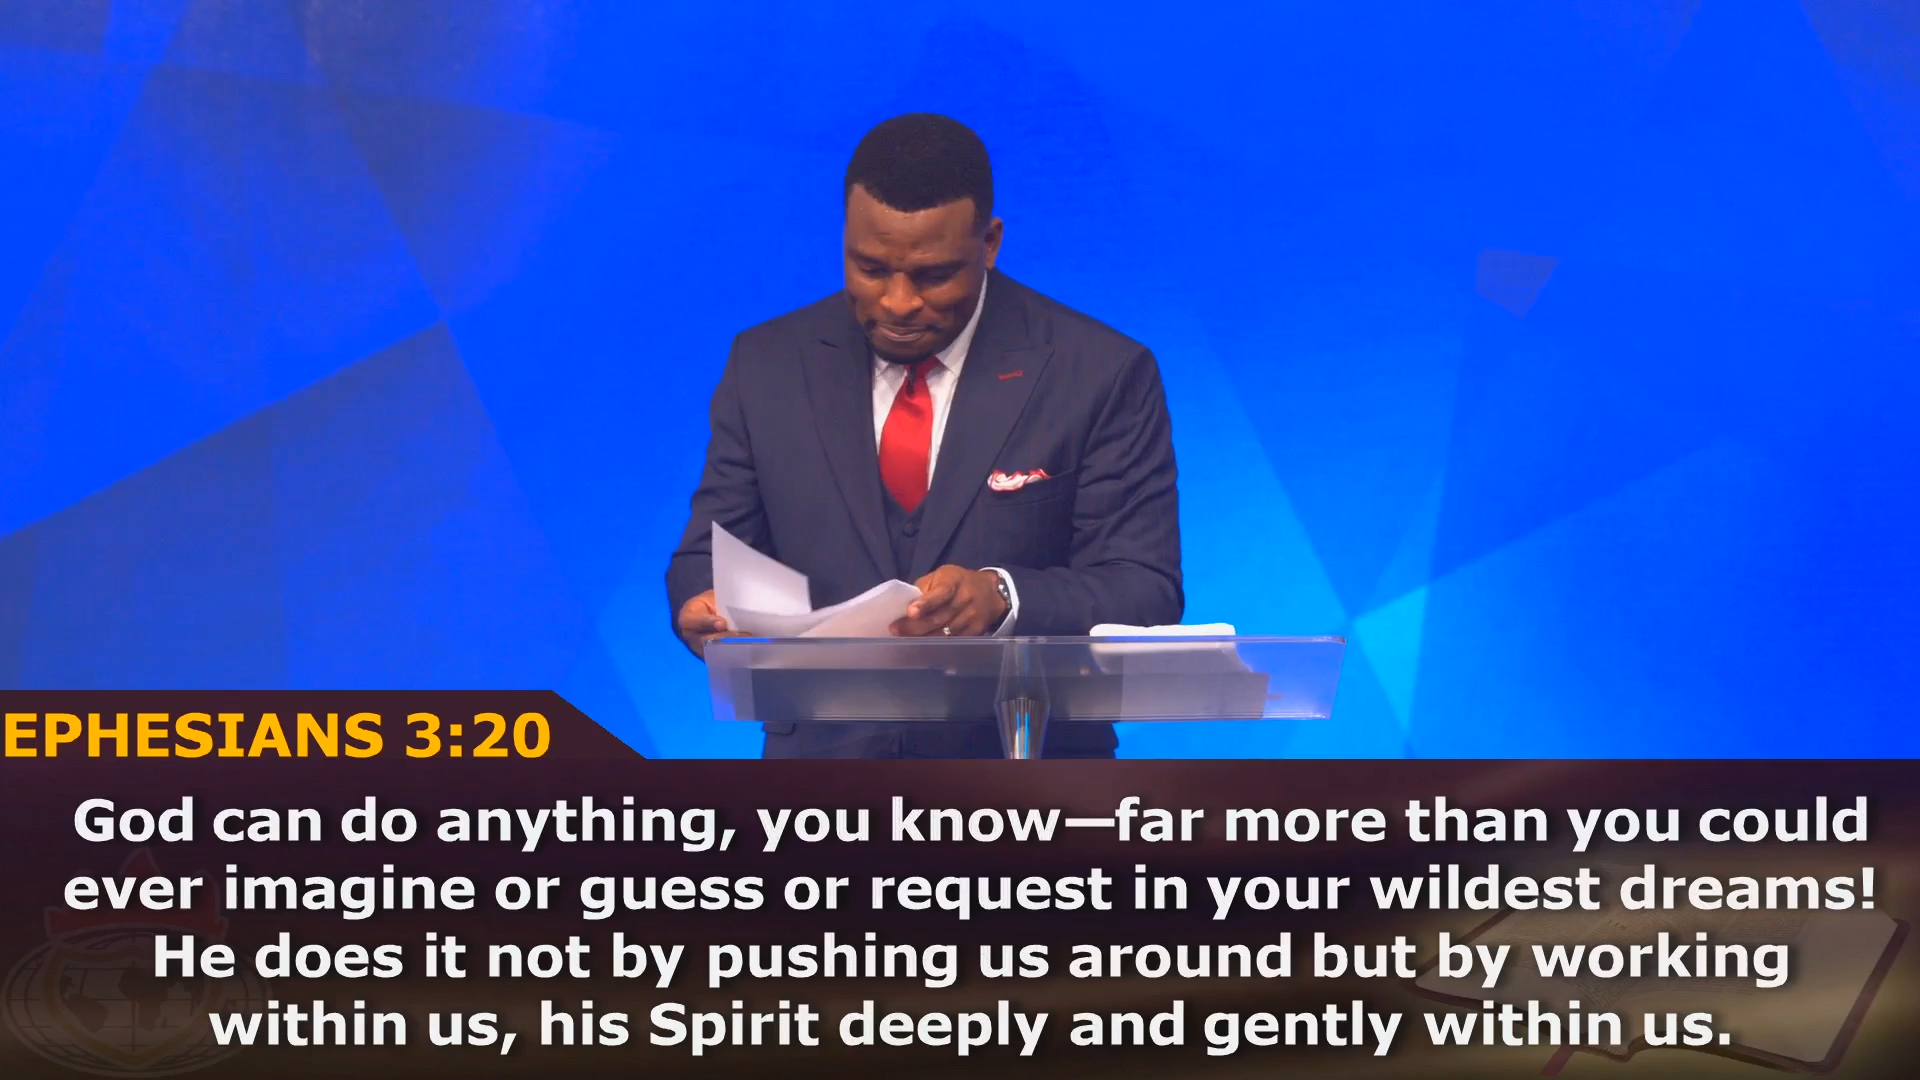 EPHESIANS 3:20
God can do anything, you know—far more than you could
ever imagine or guess or request in your wildest dreams!
He does it not by pushing us around but by working
within us, his Spirit deeply and gently within us.